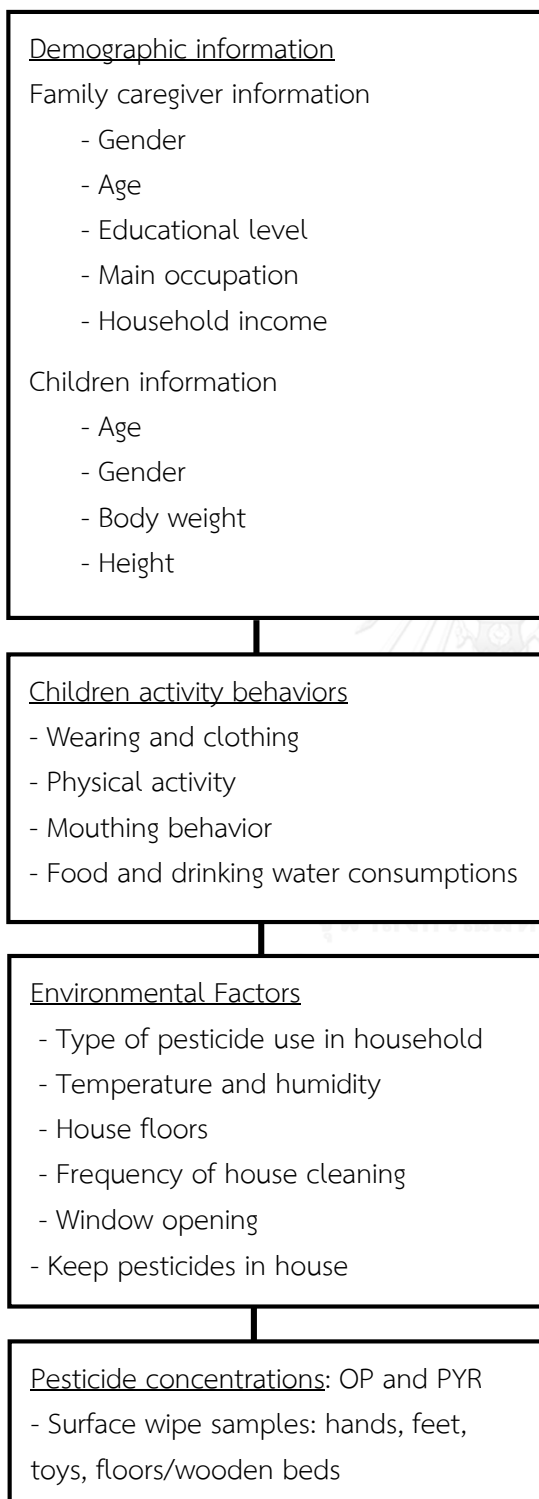 Demographic information
Family caregiver information
- Gender
- Age
- Educational level
- Main occupation
- Household income
Children information
- Age
- Gender
- Body weight
- Height
Children activity behaviors
- Wearing and clothing
- Physical activity
- Mouthing behavior
- Food and drinking water consumptions
Environmental Factors
- Type of pesticide use in household
- Temperature and humidity
- House floors
- Frequency of house cleaning
- Window opening
- Keep pesticides in house
Pesticide concentrations: OP and PYR
- Surface wipe samples: hands, feet,
toys, floors/wooden beds